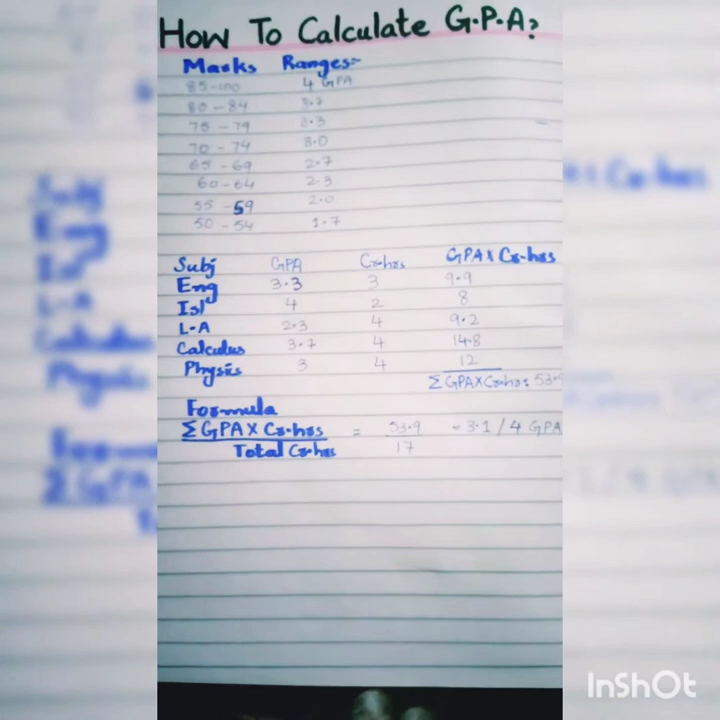 How To Calculate G.P.A?
Marks Ranges:-
85-100 4 GPA
80-84 3.7
75-79 3.3
70-74 3.0
65-69 2.7
60-64 2.3
55-59 2.0
50-54 1.7
Subj GPA Cr.hrs GPA X Cr.hrs
Eng 3.3 3 9.9
Isl 4 2 8
L-A 2.3 4 9.2
Calculus 3.7 4 14.8
Physics 3 4 12
Σ GPA X Cr.hrs: 53.9
Formula
Σ GPA X Cr.hrs = 53.9 = 3.1 / 4 GPA
Total Cr.hrs 17
InShOt